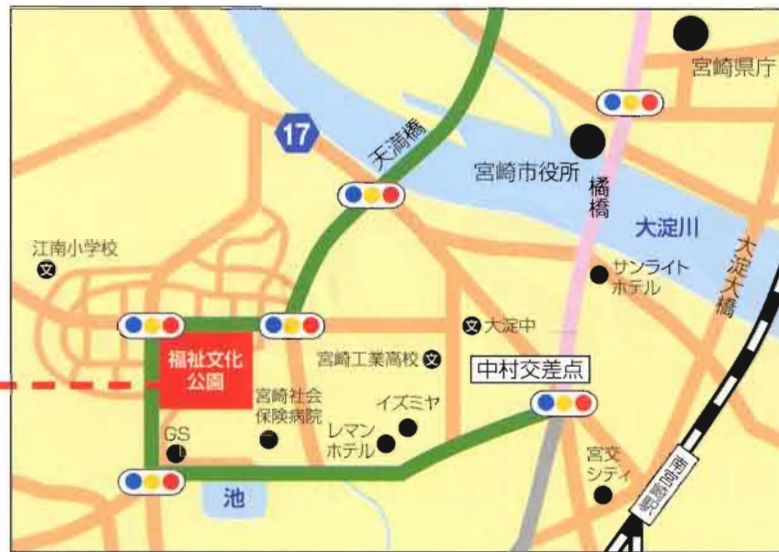 宮崎県庁
17
天満橋
宮崎市役所
橘橋
大淀川
大淀大橋
江南小学校
文
サンライト
ホテル
文
大淀中
福祉文化
公園
宮崎工業高校
文
中村交差点
宮崎社会
保険病院
イズミヤ
レマン
ホテル
GS
宮交
シティ
池
南宮崎駅